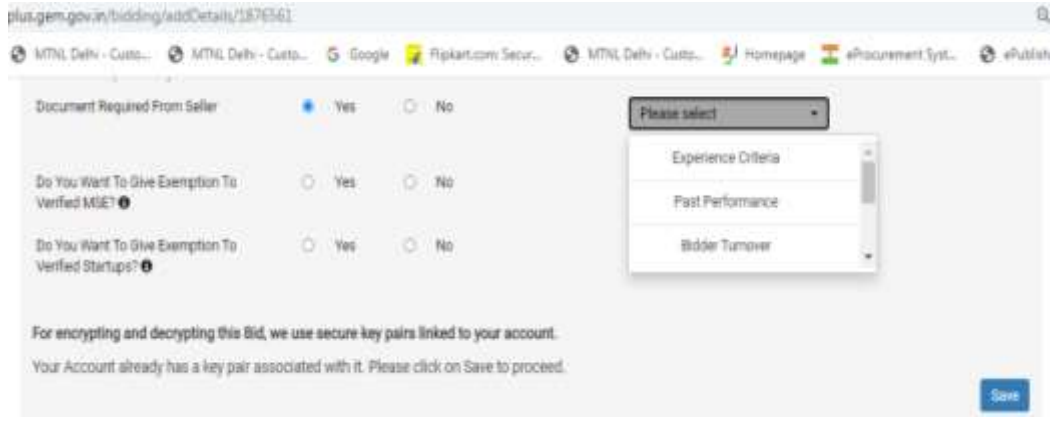 plus.gem.gov.in/bidding/addDetails/1876561
MTNL Delhi - Custo... MTNL Delhi - Custo... Google Flipkart.com: Secur... MTNL Delhi - Custo... Homepage eProcurement Syst... ePublish
Document Required From Seller Yes No Please select
Experience Criteria
Do You Want To Give Exemption To Yes No
Verified MSE?
Past Performance
Do You Want To Give Exemption To Yes No Bidder Turnover
Verified Startups?
For encrypting and decrypting this Bid, we use secure key pairs linked to your account.
Your Account already has a key pair associated with it. Please click on Save to proceed.
Save